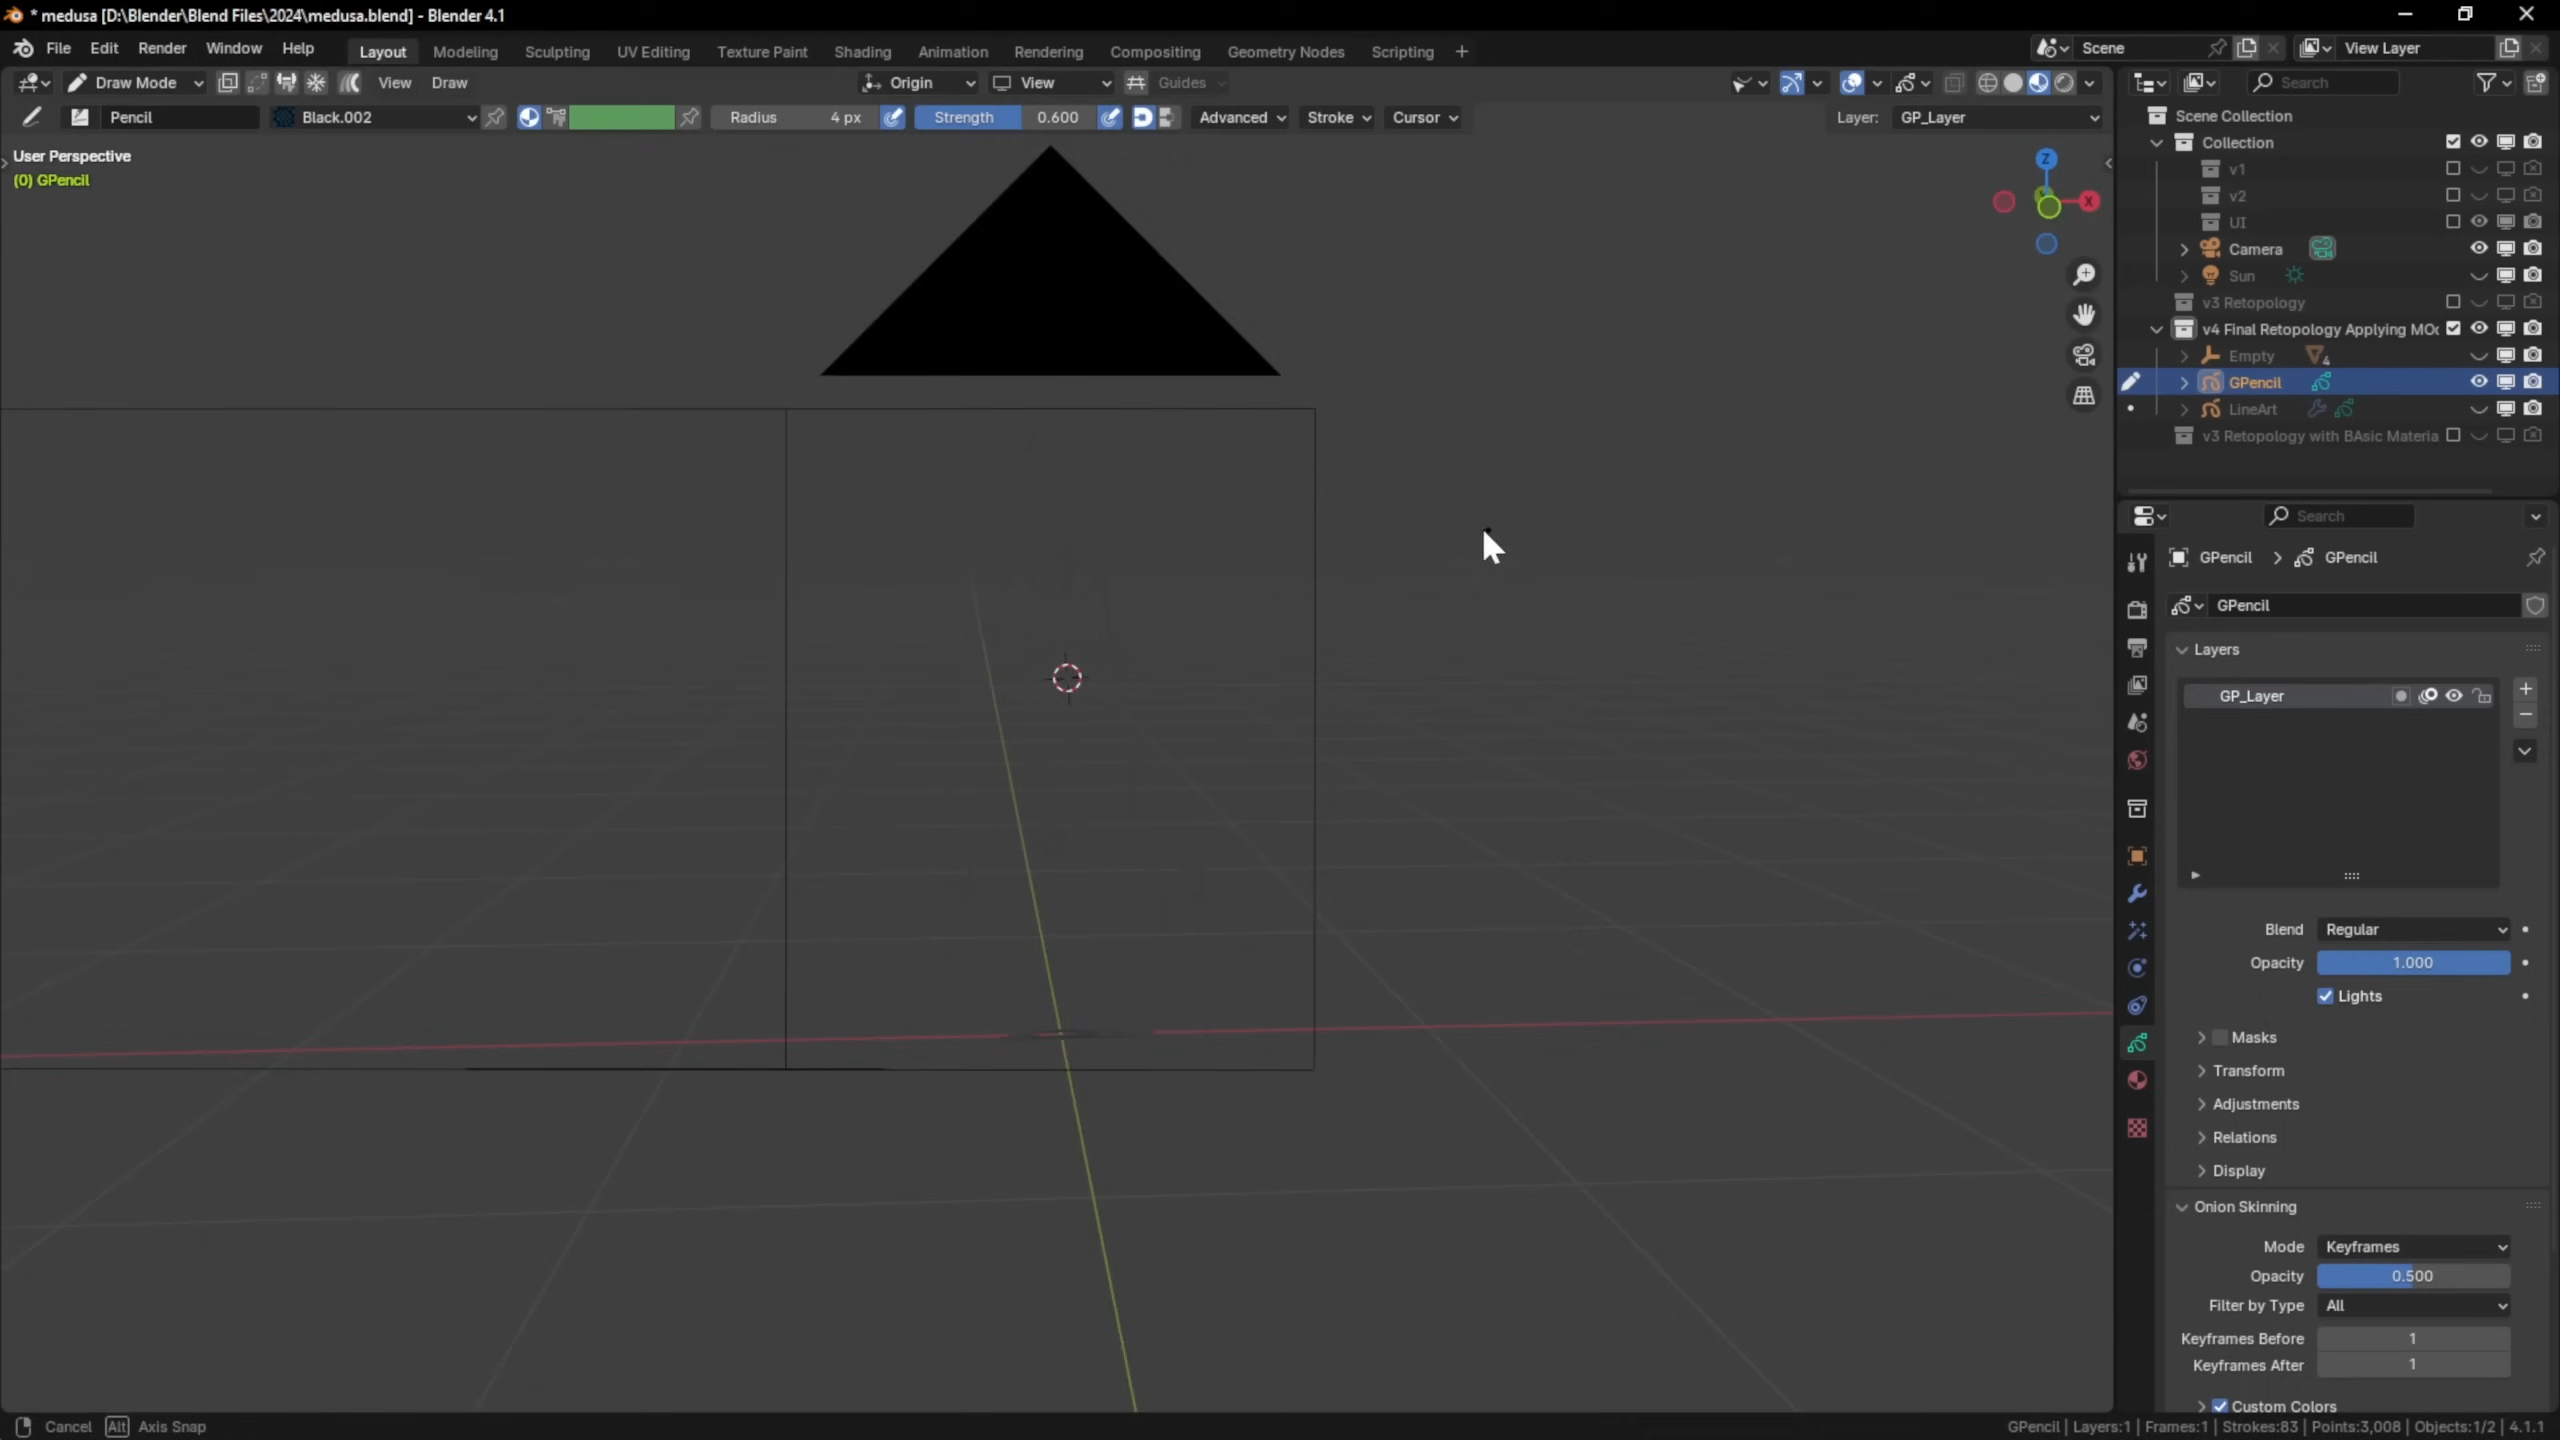 * medusa [D:\Blender\Blend Files\2024\medusa.blend] - Blender 4.1
File Edit Render Window Help Layout Modeling Sculpting UV Editing Texture Paint Shading Animation Rendering Compositing Geometry Nodes Scripting + Scene View Layer
Draw Mode View Draw Origin View Guides Search
Pencil Black.002 Radius 4 px Strength 0.600 Advanced Stroke Cursor Layer: GP_Layer
User Perspective
(0) GPencil
Z
X
Scene Collection
Collection
v1
v2
UI
Camera
Sun
v3 Retopology
v4 Final Retopology Applying MO
Empty 4
GPencil
LineArt
v3 Retopology with BAsic Materia
Search
GPencil > GPencil
GPencil
Layers
GP_Layer
Blend Regular
Opacity 1.000
Lights
Masks
Transform
Adjustments
Relations
Display
Onion Skinning
Mode Keyframes
Opacity 0.500
Filter by Type All
Keyframes Before 1
Keyframes After 1
Custom Colors
Cancel Alt Axis Snap GPencil | Layers:1 | Frames:1 | Strokes:83 | Points:3,008 | Objects:1/2 | 4.1.1